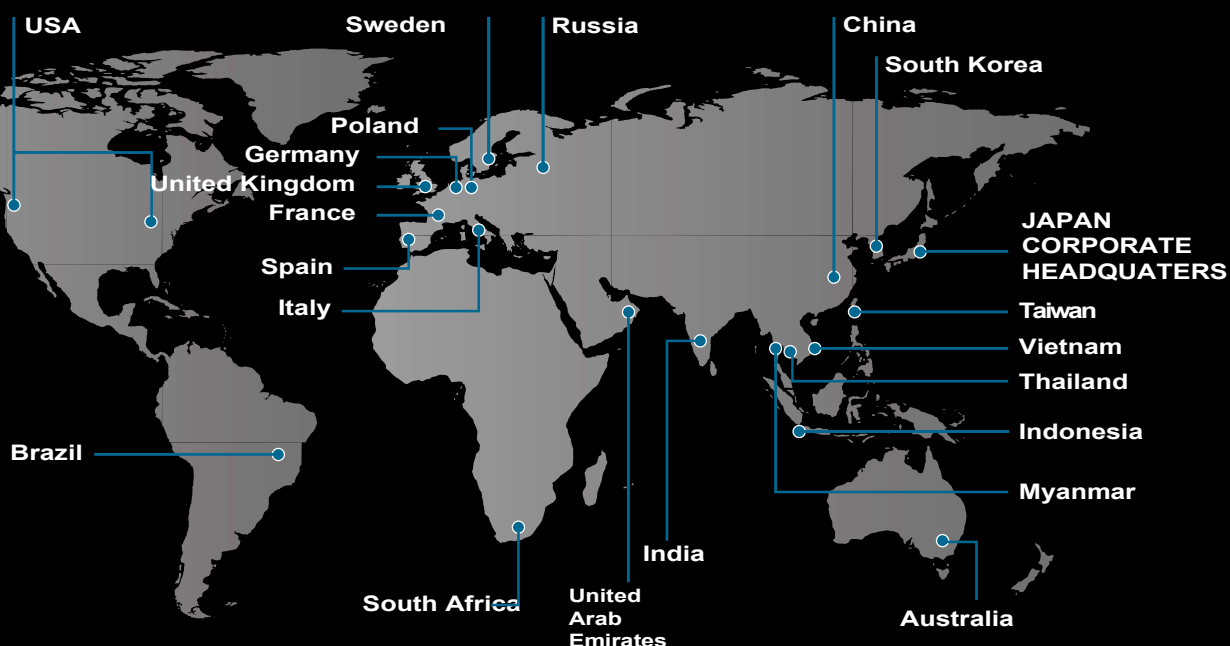 USA
Sweden
Russia
China
South Korea
Poland
Germany
United Kingdom
France
Spain
Italy
JAPAN
CORPORATE
HEADQUATERS
Taiwan
Vietnam
Thailand
Indonesia
Brazil
Myanmar
India
South Africa
United
Arab
Emirates
Australia